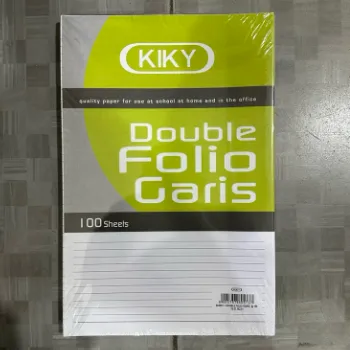 KIKY
quality paper for use at school at home and in the office
Double
Folio
Garis
100 Sheets